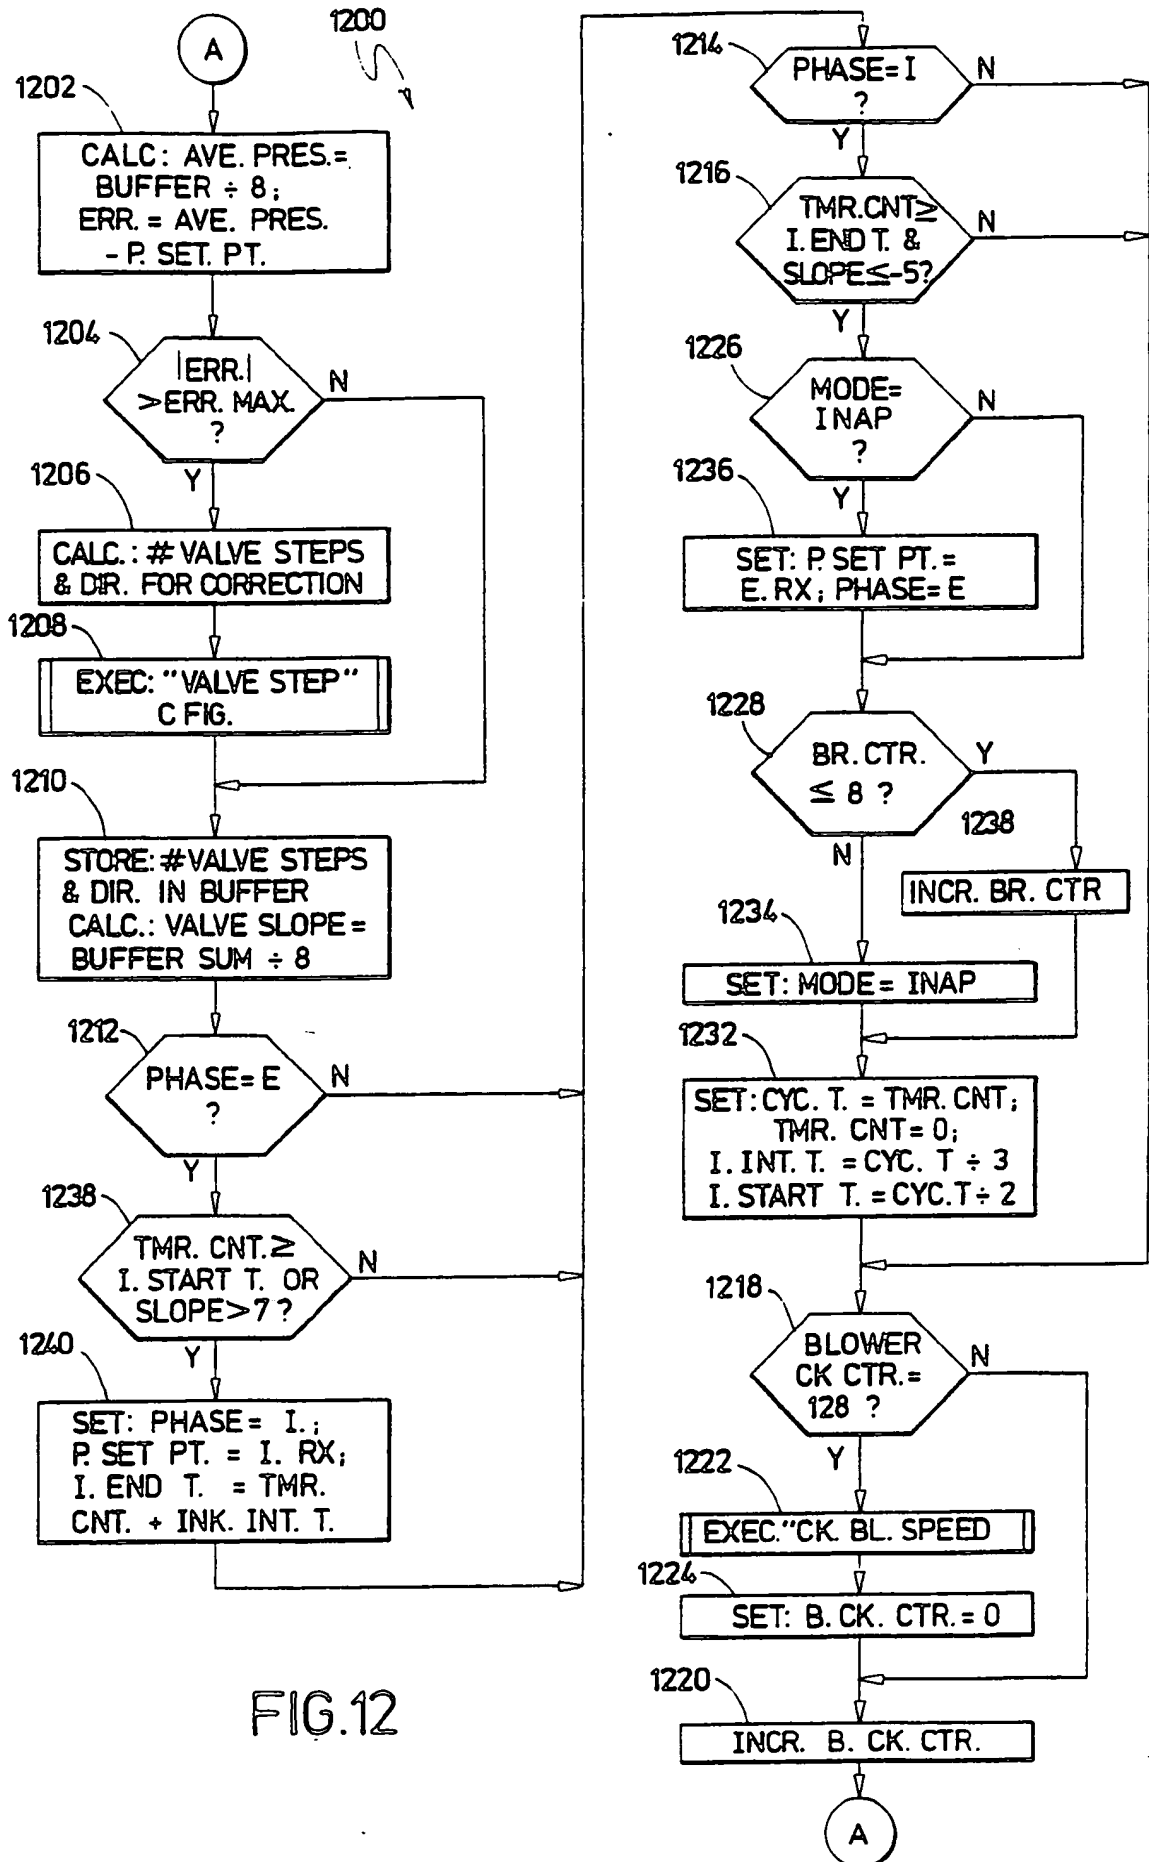 A
1200
1202
CALC: AVE. PRES.=
BUFFER ÷ 8;
ERR. = AVE. PRES.
- P. SET. PT.
1204
|ERR.|
>ERR. MAX.
?
N
Y
1206
CALC.: # VALVE STEPS
& DIR. FOR CORRECTION
1208
EXEC: "VALVE STEP"
C FIG.
1210
STORE: # VALVE STEPS
& DIR. IN BUFFER
CALC.: VALVE SLOPE=
BUFFER SUM ÷ 8
1212
PHASE= E
?
N
Y
1238
TMR. CNT.≥
I. START T. OR
SLOPE>7 ?
N
Y
1240
SET: PHASE= I.;
P. SET PT. = I. RX;
I. END T. = TMR.
CNT. + INK. INT. T.
1214
PHASE= I
?
N
Y
1216
TMR.CNT≥
I.END T. &
SLOPE≤-5?
N
Y
1226
MODE=
INAP
?
N
Y
1236
SET: P. SET PT.=
E. RX; PHASE= E
1228
BR. CTR.
≤ 8 ?
Y
N
1238
INCR. BR. CTR
1234
SET: MODE= INAP
1232
SET:CYC. T. = TMR. CNT;
TMR. CNT= 0;
I. INT. T. = CYC. T ÷ 3
I. START T. = CYC.T÷ 2
1218
BLOWER
CK CTR.=
128 ?
N
Y
1222
EXEC."CK. BL. SPEED
1224
SET: B. CK. CTR.= 0
1220
INCR. B. CK. CTR.
A
FIG.12